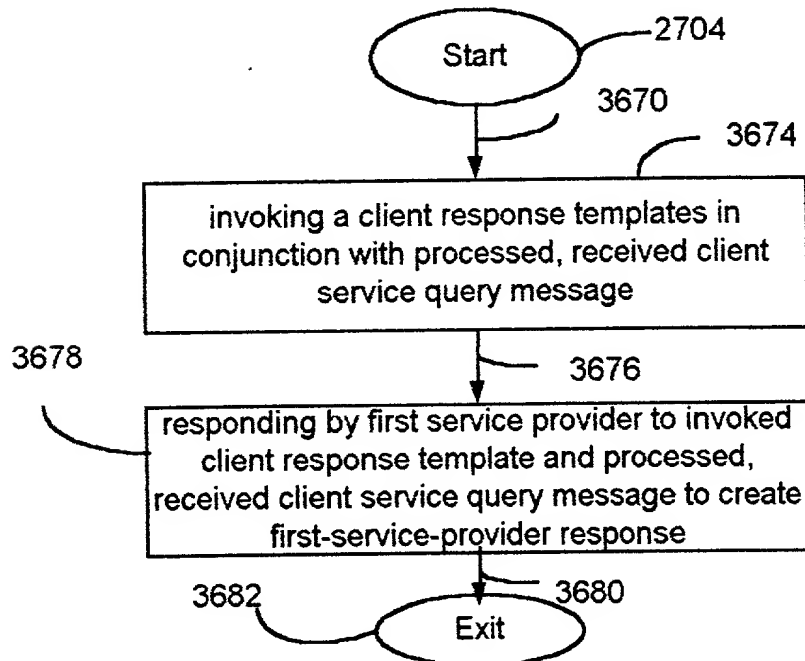 Start
2704
3670
3674
invoking a client response templates in
conjunction with processed, received client
service query message
3678
3676
responding by first service provider to invoked
client response template and processed,
received client service query message to create
first-service-provider response
3682
3680
Exit